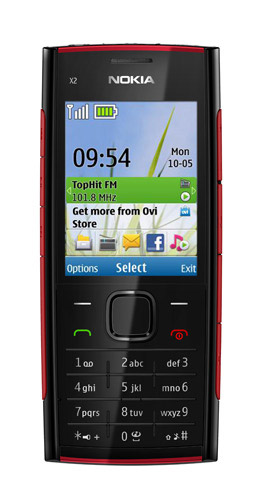 X2 NOKIA
09:54 Mon
10-05
TopHit FM
101.8 MHz
Get more from Ovi
Store
Options Select Exit
1 2abc def3
4ghi 5 jkl mno6
7pqrs 8tuv wxyz9
* + 0 #